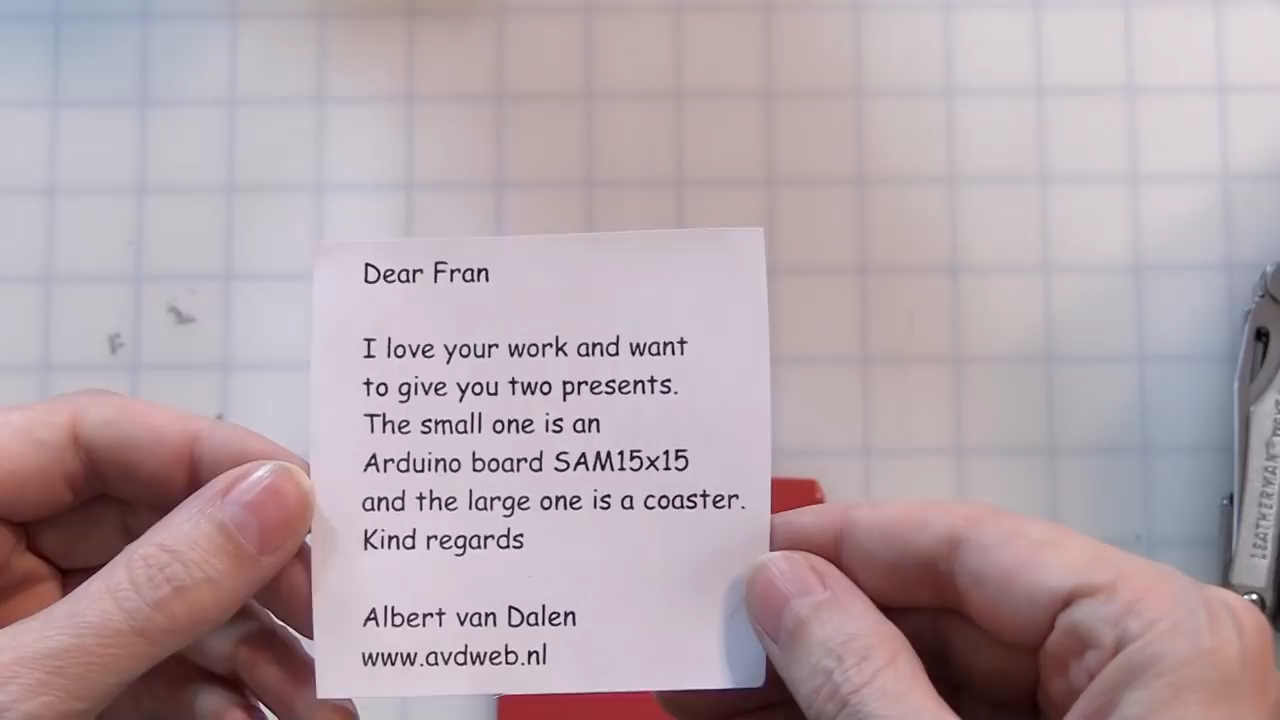 Dear Fran
I love your work and want
to give you two presents.
The small one is an
Arduino board SAM15x15
and the large one is a coaster.
Kind regards
Albert van Dalen
www.avdweb.nl
LEATHERMAN